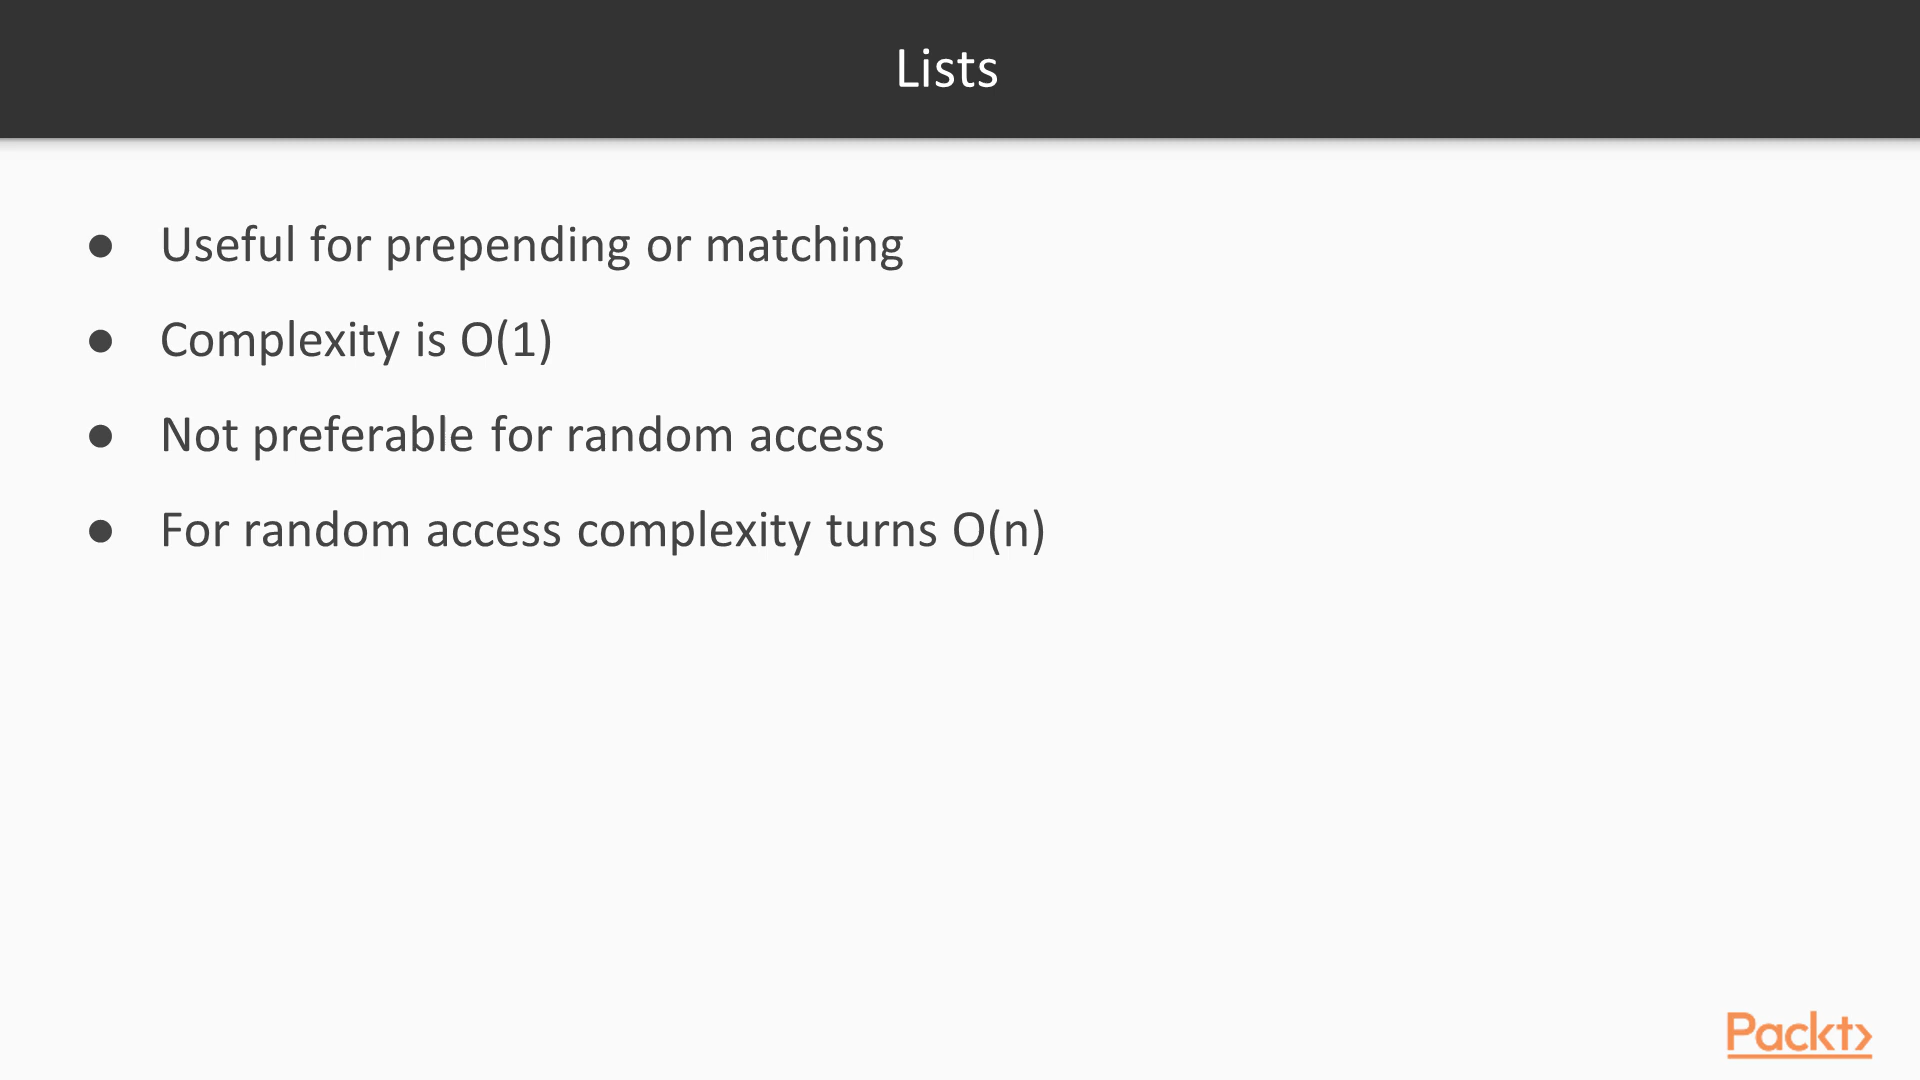 Lists
● Useful for prepending or matching
● Complexity is O(1)
● Not preferable for random access
● For random access complexity turns O(n)
Packt>